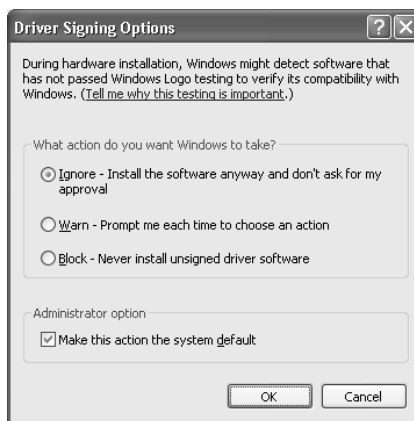 Driver Signing Options
During hardware installation, Windows might detect software that
has not passed Windows Logo testing to verify its compatibility with
Windows. (Tell me why this testing is important.)
What action do you want Windows to take?
Ignore - Install the software anyway and don't ask for my
approval
Warn - Prompt me each time to choose an action
Block - Never install unsigned driver software
Administrator option
Make this action the system default
OK Cancel